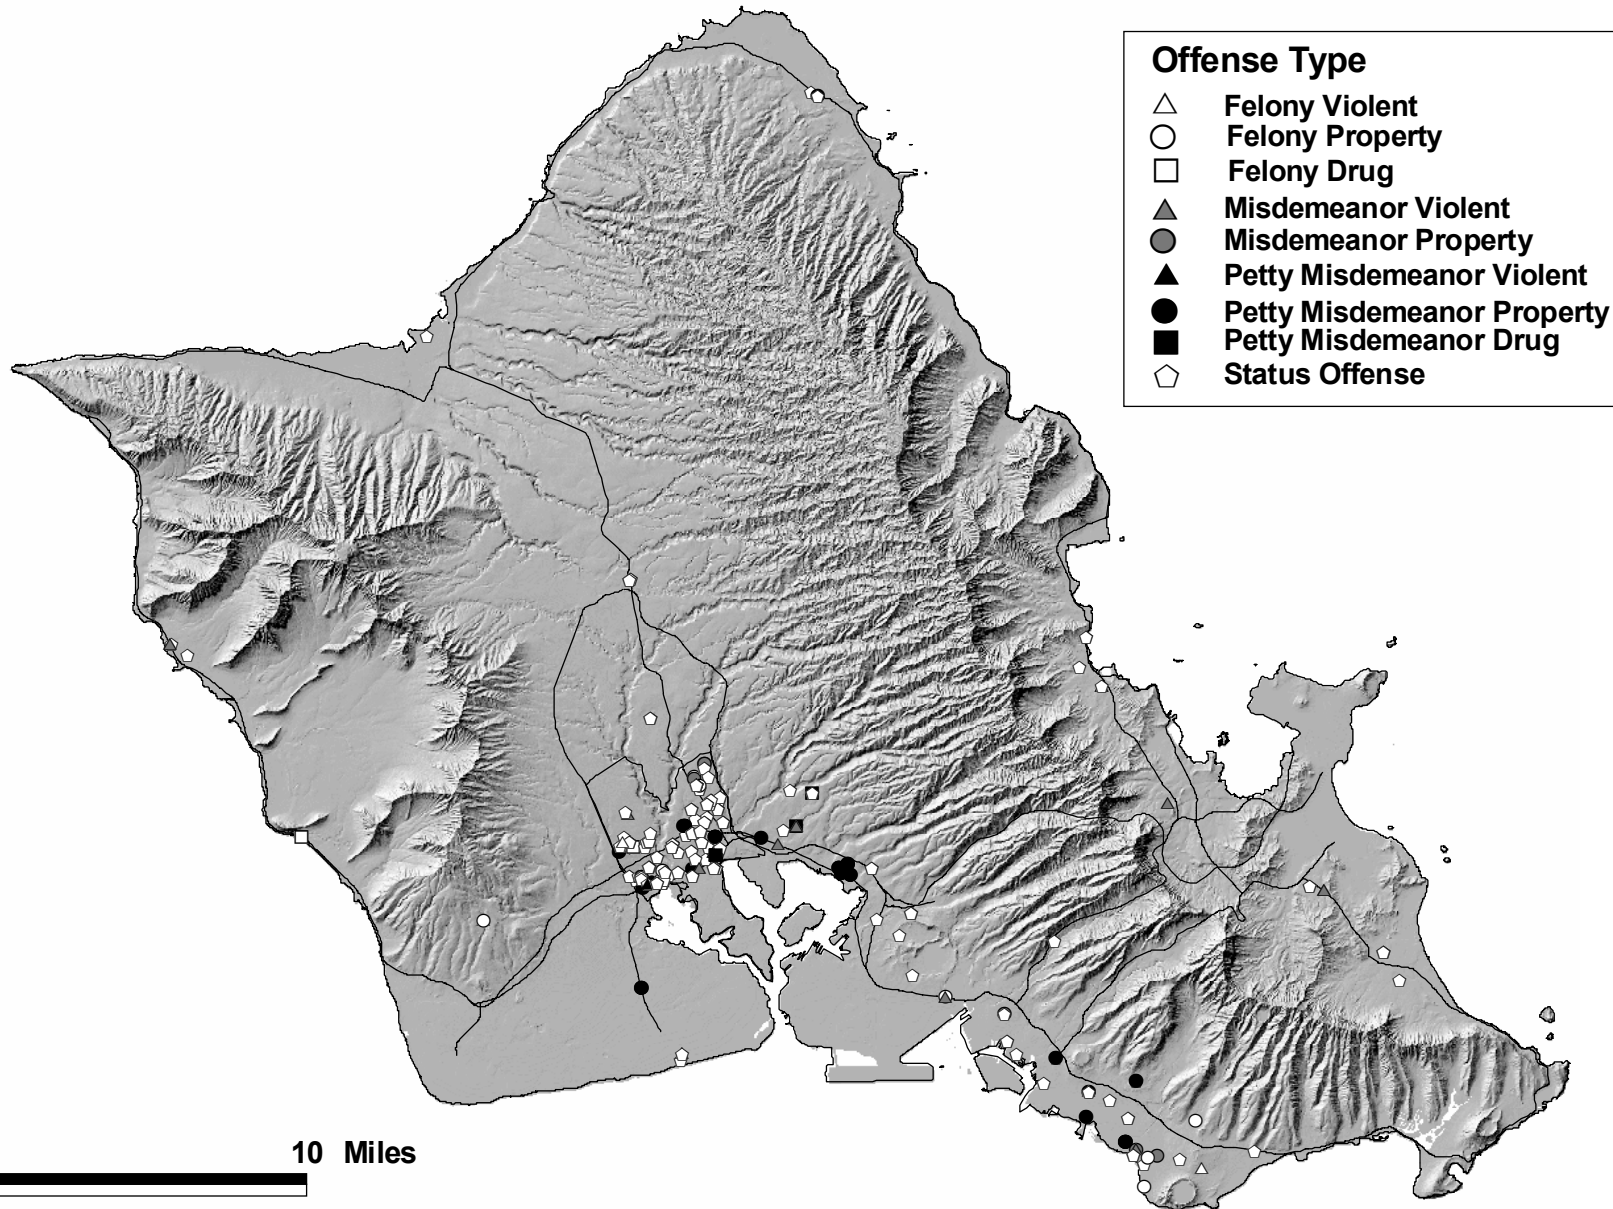 Offense Type
Felony Violent
Felony Property
Felony Drug
Misdemeanor Violent
Misdemeanor Property
Petty Misdemeanor Violent
Petty Misdemeanor Property
Petty Misdemeanor Drug
Status Offense
10 Miles